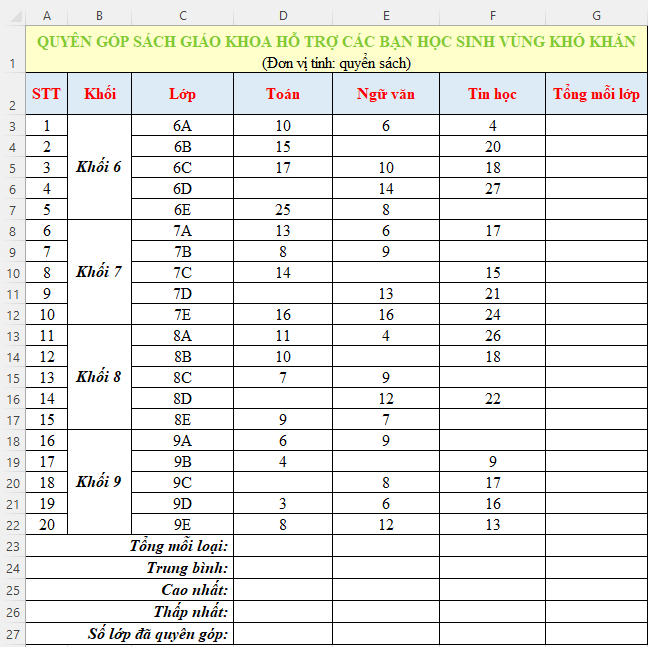 A B C D E F G
1 QUYÊN GÓP SÁCH GIÁO KHOA HỖ TRỢ CÁC BẠN HỌC SINH VÙNG KHÓ KHĂN
(Đơn vị tính: quyển sách)
2 STT Khối Lớp Toán Ngữ văn Tin học Tổng mỗi lớp
3 1 6A 10 6 4
4 2 6B 15 20
5 3 Khối 6 6C 17 10 18
6 4 6D 14 27
7 5 6E 25 8
8 6 7A 13 6 17
9 7 7B 8 9
10 8 Khối 7 7C 14 15
11 9 7D 13 21
12 10 7E 16 16 24
13 11 8A 11 4 26
14 12 8B 10 18
15 13 Khối 8 8C 7 9
16 14 8D 12 22
17 15 8E 9 7
18 16 9A 6 9
19 17 9B 4 9
20 18 Khối 9 9C 8 17
21 19 9D 3 6 16
22 20 9E 8 12 13
23 Tổng mỗi loại:
24 Trung bình:
25 Cao nhất:
26 Thấp nhất:
27 Số lớp đã quyên góp: